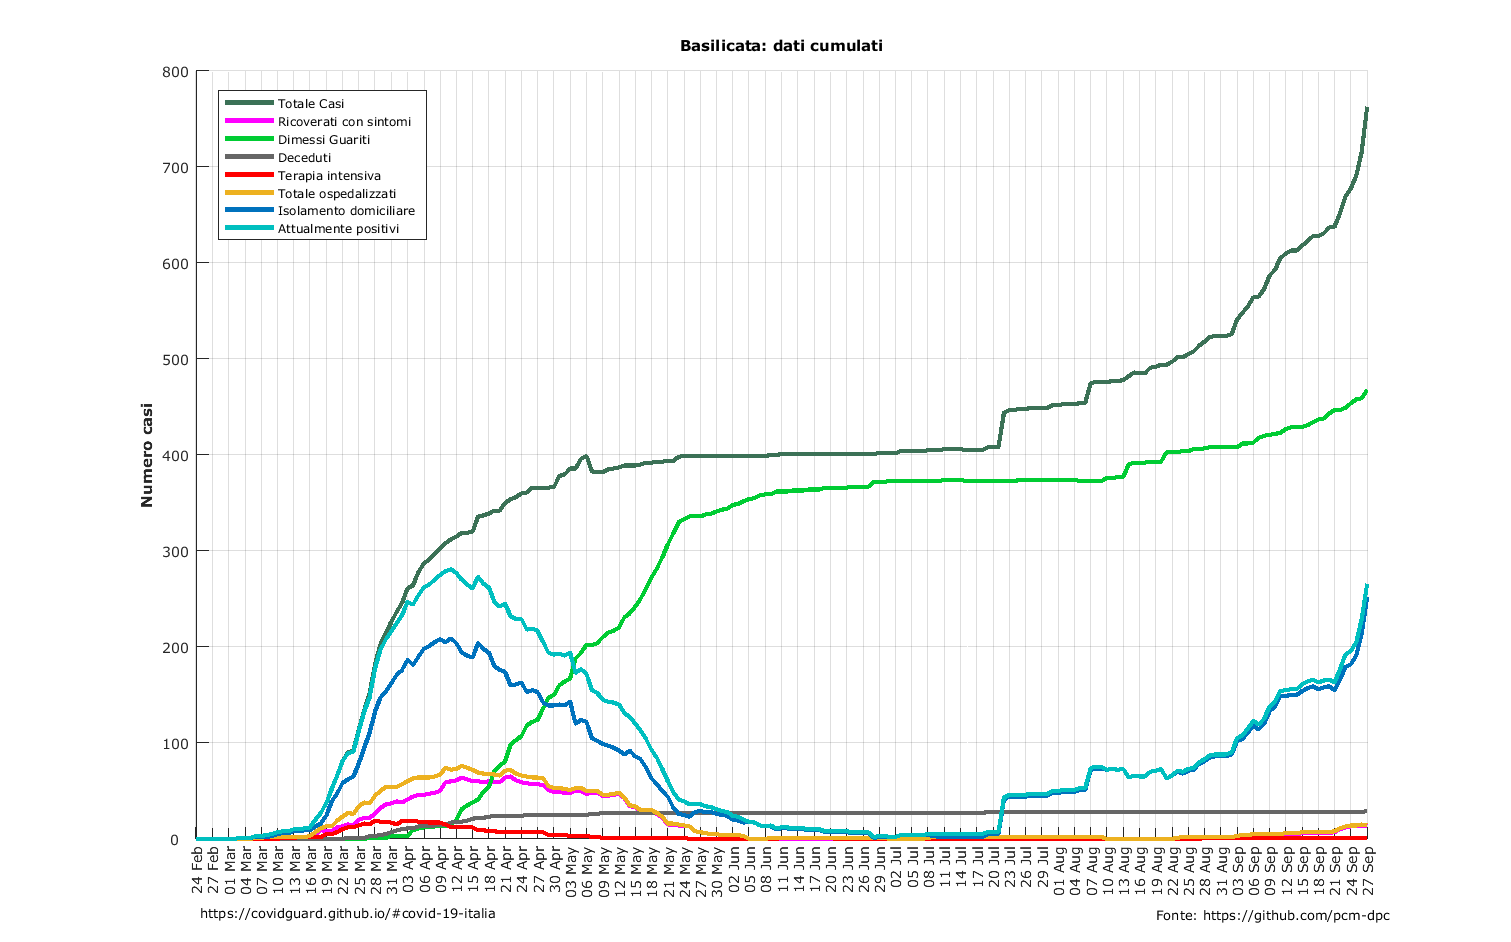 Basilicata: dati cumulati
Numero casi
800
700
600
500
400
300
200
100
0
Totale Casi
Ricoverati con sintomi
Dimessi Guariti
Deceduti
Terapia intensiva
Totale ospedalizzati
Isolamento domiciliare
Attualmente positivi
24 Feb
27 Feb
01 Mar
04 Mar
07 Mar
10 Mar
13 Mar
16 Mar
19 Mar
22 Mar
25 Mar
28 Mar
31 Mar
03 Apr
06 Apr
09 Apr
12 Apr
15 Apr
18 Apr
21 Apr
24 Apr
27 Apr
30 Apr
03 May
06 May
09 May
12 May
15 May
18 May
21 May
24 May
27 May
30 May
02 Jun
05 Jun
08 Jun
11 Jun
14 Jun
17 Jun
20 Jun
23 Jun
26 Jun
29 Jun
02 Jul
05 Jul
08 Jul
11 Jul
14 Jul
17 Jul
20 Jul
23 Jul
26 Jul
29 Jul
01 Aug
04 Aug
07 Aug
10 Aug
13 Aug
16 Aug
19 Aug
22 Aug
25 Aug
28 Aug
31 Aug
03 Sep
06 Sep
09 Sep
12 Sep
15 Sep
18 Sep
21 Sep
24 Sep
27 Sep
https://covidguard.github.io/#covid-19-italia
Fonte: https://github.com/pcm-dpc